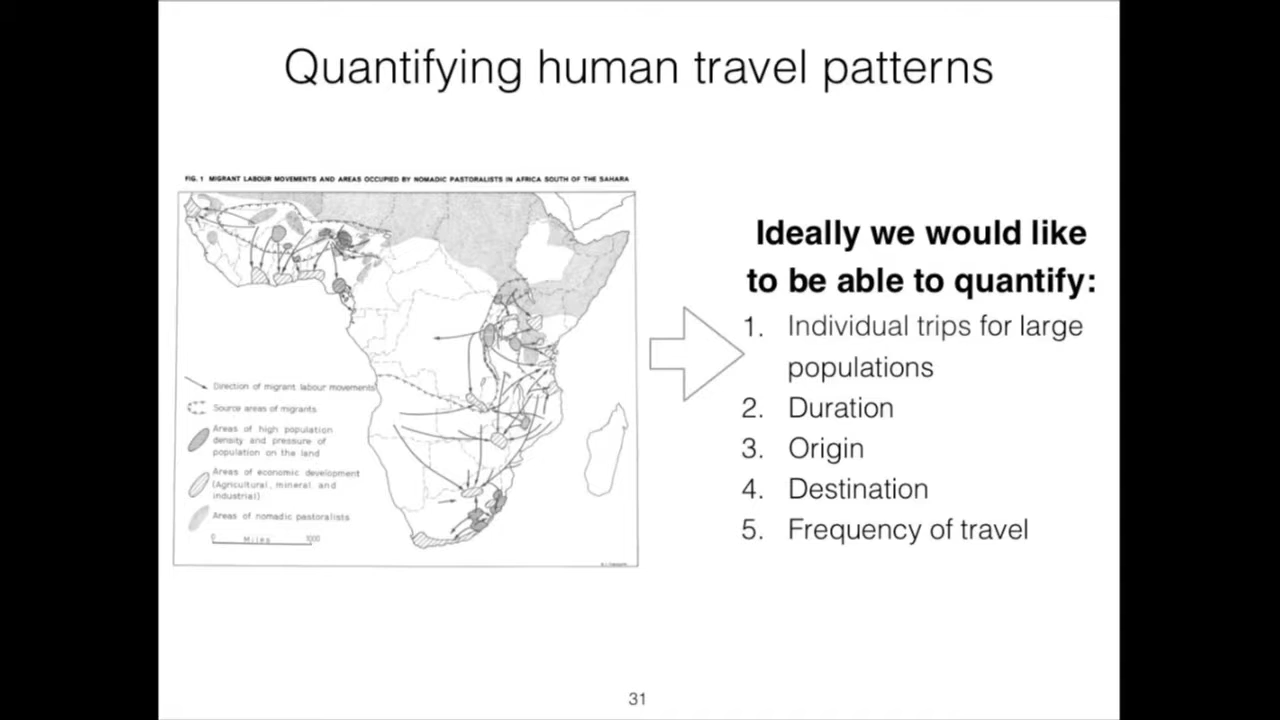 Quantifying human travel patterns
FIG. 1 MIGRANT LABOUR MOVEMENTS AND AREAS OCCUPIED BY NOMADIC PASTORALISTS IN AFRICA SOUTH OF THE SAHARA
Direction of migrant labour movements
Source areas of migrants
Areas of high population
density and pressure of
population on the land
Areas of economic development
(Agricultural, mineral and
industrial)
Areas of nomadic pastoralists
0 Miles 1000
Ideally we would like
to be able to quantify:
1. Individual trips for large
populations
2. Duration
3. Origin
4. Destination
5. Frequency of travel
31